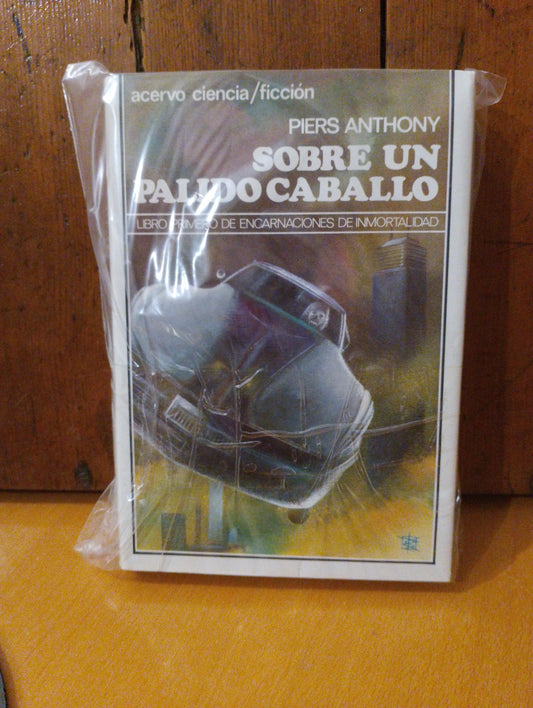 acervo ciencia/ficción
PIERS ANTHONY
SOBRE UN
PALIDO CABALLO
LIBRO PRIMERO DE ENCARNACIONES DE INMORTALIDAD